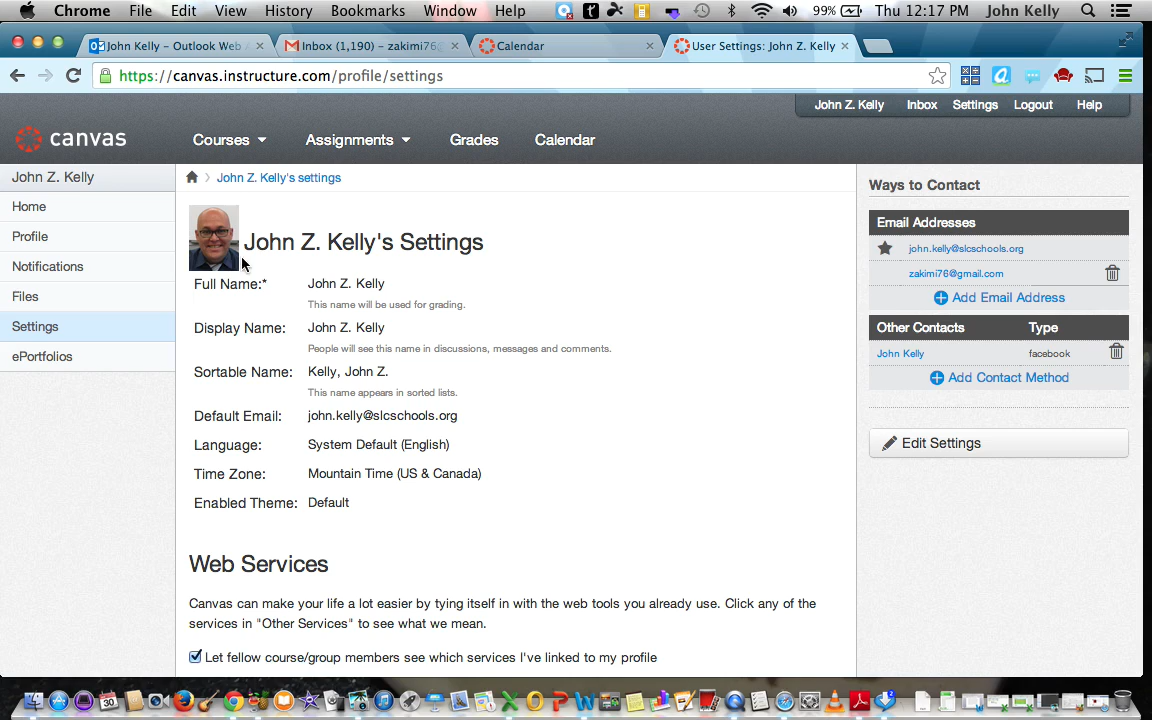 Chrome File Edit View History Bookmarks Window Help 99% Thu 12:17 PM John Kelly
John Kelly – Outlook Web Inbox (1,190) – zakimi76@ Calendar User Settings: John Z. Kelly
https://canvas.instructure.com/profile/settings
John Z. Kelly Inbox Settings Logout Help
canvas Courses Assignments Grades Calendar
John Z. Kelly
Home
Profile
Notifications
Files
Settings
ePortfolios
John Z. Kelly's settings
John Z. Kelly's Settings
Full Name:* John Z. Kelly
This name will be used for grading.
Display Name: John Z. Kelly
People will see this name in discussions, messages and comments.
Sortable Name: Kelly, John Z.
This name appears in sorted lists.
Default Email: john.kelly@slcschools.org
Language: System Default (English)
Time Zone: Mountain Time (US & Canada)
Enabled Theme: Default
Web Services
Canvas can make your life a lot easier by tying itself in with the web tools you already use. Click any of the
services in "Other Services" to see what we mean.
Let fellow course/group members see which services I've linked to my profile
Ways to Contact
Email Addresses
john.kelly@slcschools.org
zakimi76@gmail.com
Add Email Address
Other Contacts Type
John Kelly facebook
Add Contact Method
Edit Settings